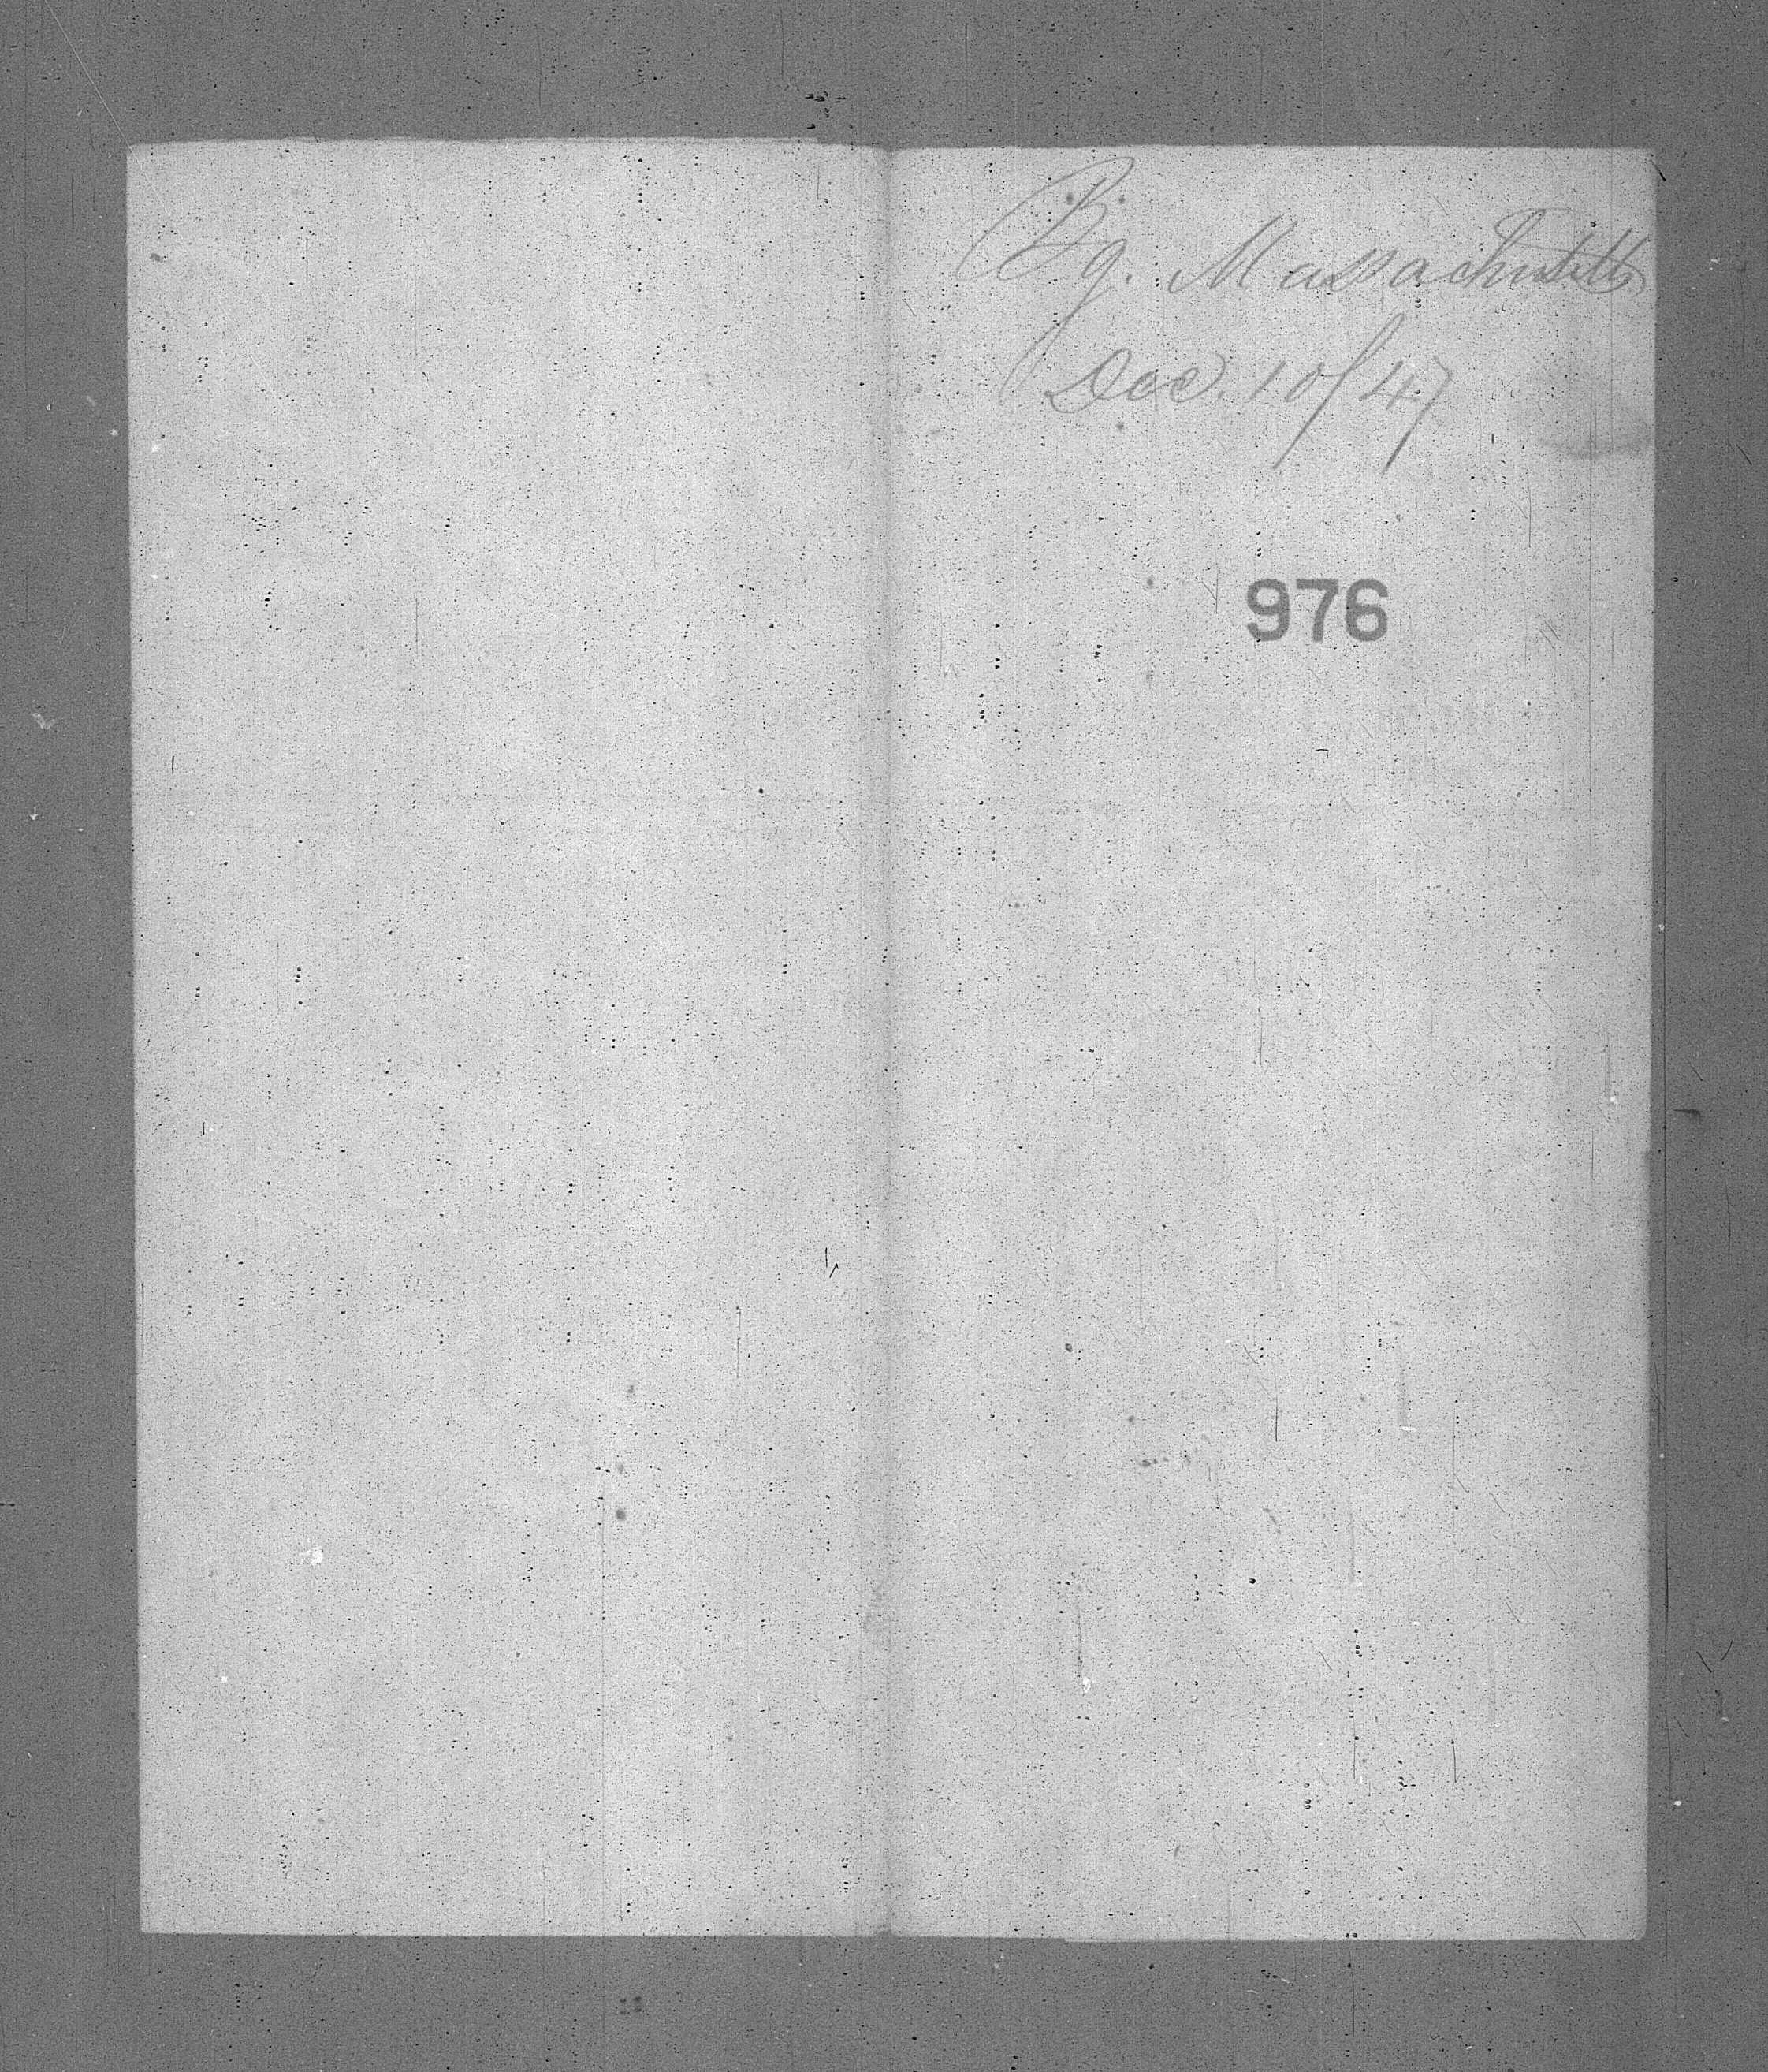 Bg. Massachusetts
Dec. 10/47
976